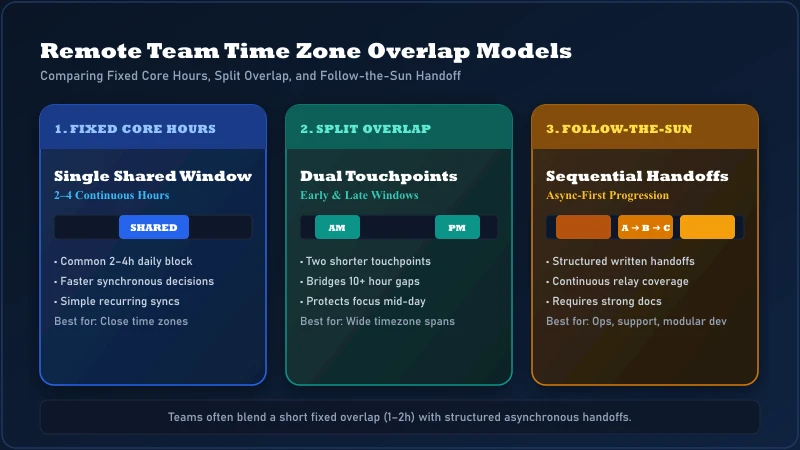 Remote Team Time Zone Overlap Models
Comparing Fixed Core Hours, Split Overlap, and Follow-the-Sun Handoff
1. FIXED CORE HOURS
Single Shared Window
2–4 Continuous Hours
SHARED
• Common 2–4h daily block
• Faster synchronous decisions
• Simple recurring syncs
Best for: Close time zones
2. SPLIT OVERLAP
Dual Touchpoints
Early & Late Windows
AM
PM
• Two shorter touchpoints
• Bridges 10+ hour gaps
• Protects focus mid-day
Best for: Wide timezone spans
3. FOLLOW-THE-SUN
Sequential Handoffs
Async-First Progression
A → B → C
• Structured written handoffs
• Continuous relay coverage
• Requires strong docs
Best for: Ops, support, modular dev
Teams often blend a short fixed overlap (1–2h) with structured asynchronous handoffs.